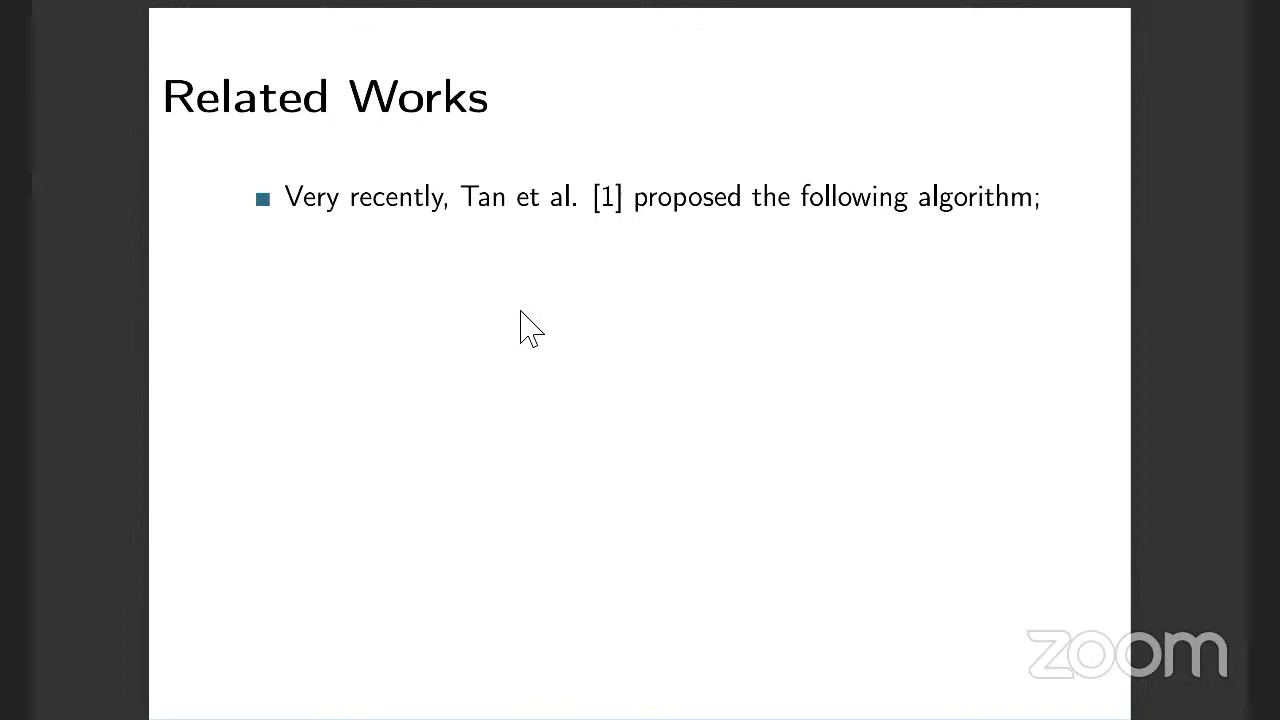 Related Works
Very recently, Tan et al. [1] proposed the following algorithm;
zoom